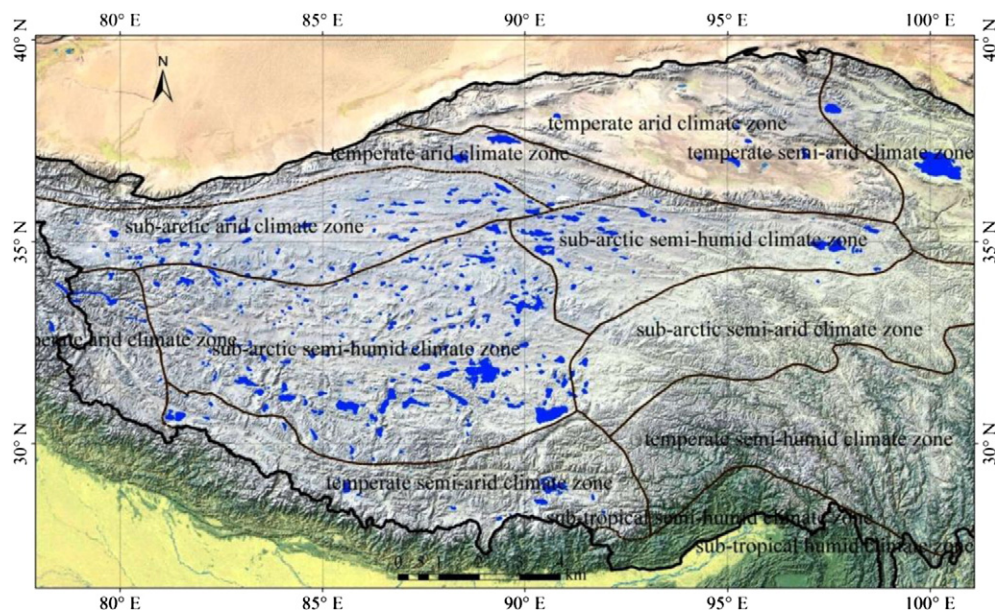 80° E 85° E 90° E 95° E 100° E
40° N 40° N
N
temperate arid climate zone
temperate arid climate zone
temperate semi-arid climate zone
sub-arctic arid climate zone
sub-arctic semi-humid climate zone
35° N 35° N
sub-arctic semi-arid climate zone
perate arid climate zone
sub-arctic semi-humid climate zone
30° N 30° N
temperate semi-humid climate zone
temperate semi-arid climate zone
sub-tropical semi-humid climate zone
sub-tropical humid climate zone
km
80° E 85° E 90° E 95° E 100° E